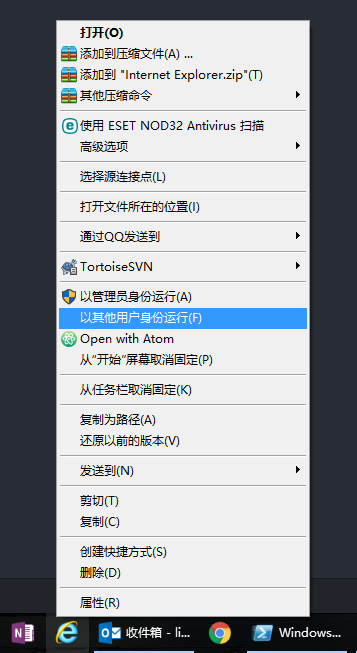 打开(O)
添加到压缩文件(A) ...
添加到 "Internet Explorer.zip"(T)
其他压缩命令
使用 ESET NOD32 Antivirus 扫描
高级选项
选择源连接点(L)
打开文件所在的位置(I)
通过QQ发送到
TortoiseSVN
以管理员身份运行(A)
以其他用户身份运行(F)
Open with Atom
从“开始”屏幕取消固定(P)
从任务栏取消固定(K)
复制为路径(A)
还原以前的版本(V)
发送到(N)
剪切(T)
复制(C)
创建快捷方式(S)
删除(D)
属性(R)
收件箱 - li...
Windows...